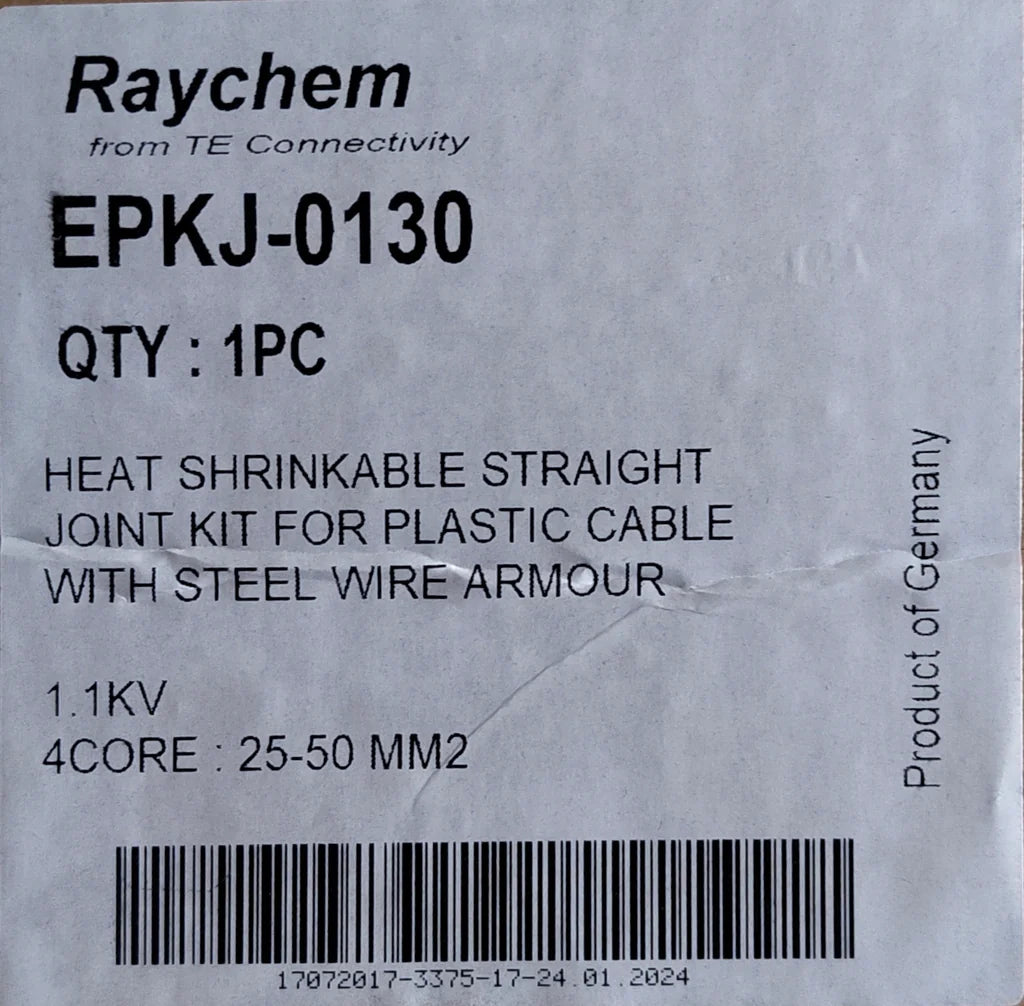 Raychem
from TE Connectivity
EPKJ-0130
QTY : 1PC
HEAT SHRINKABLE STRAIGHT
JOINT KIT FOR PLASTIC CABLE
WITH STEEL WIRE ARMOUR
1.1KV
4CORE : 25-50 MM2
Product of Germany
17072017-3375-17-24.01.2024